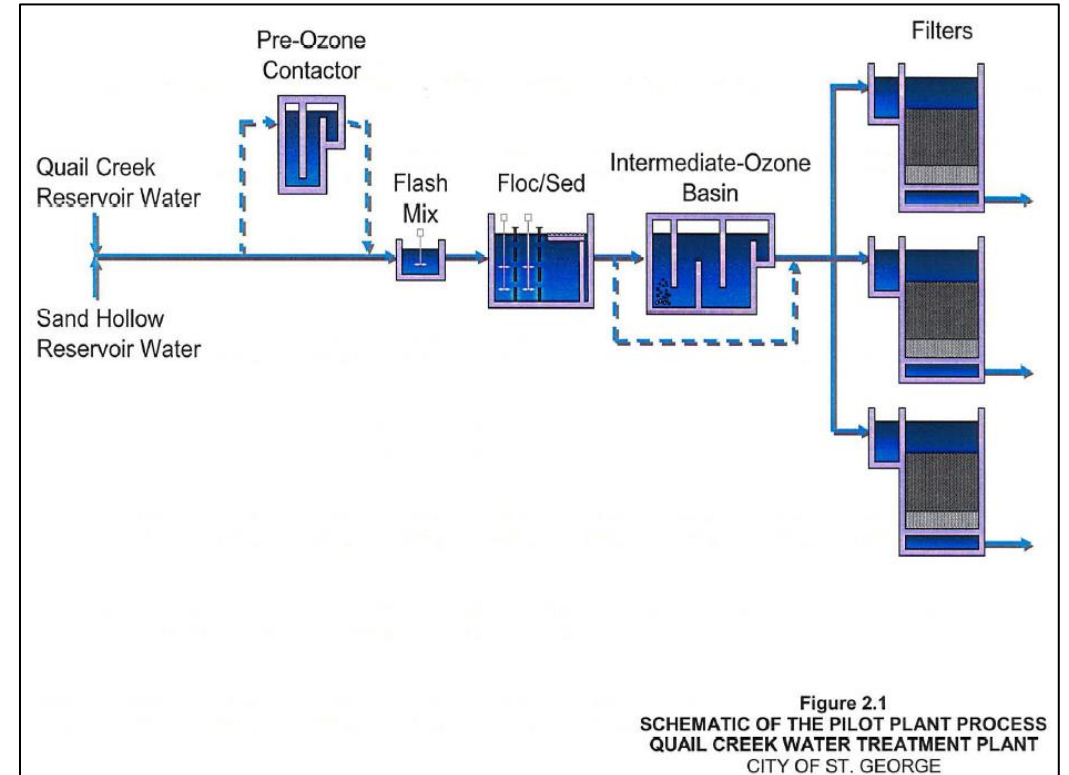 Pre-Ozone
Contactor
Filters
Quail Creek
Reservoir Water
Flash
Mix
Floc/Sed
Intermediate-Ozone
Basin
Sand Hollow
Reservoir Water
Figure 2.1
SCHEMATIC OF THE PILOT PLANT PROCESS
QUAIL CREEK WATER TREATMENT PLANT
CITY OF ST. GEORGE